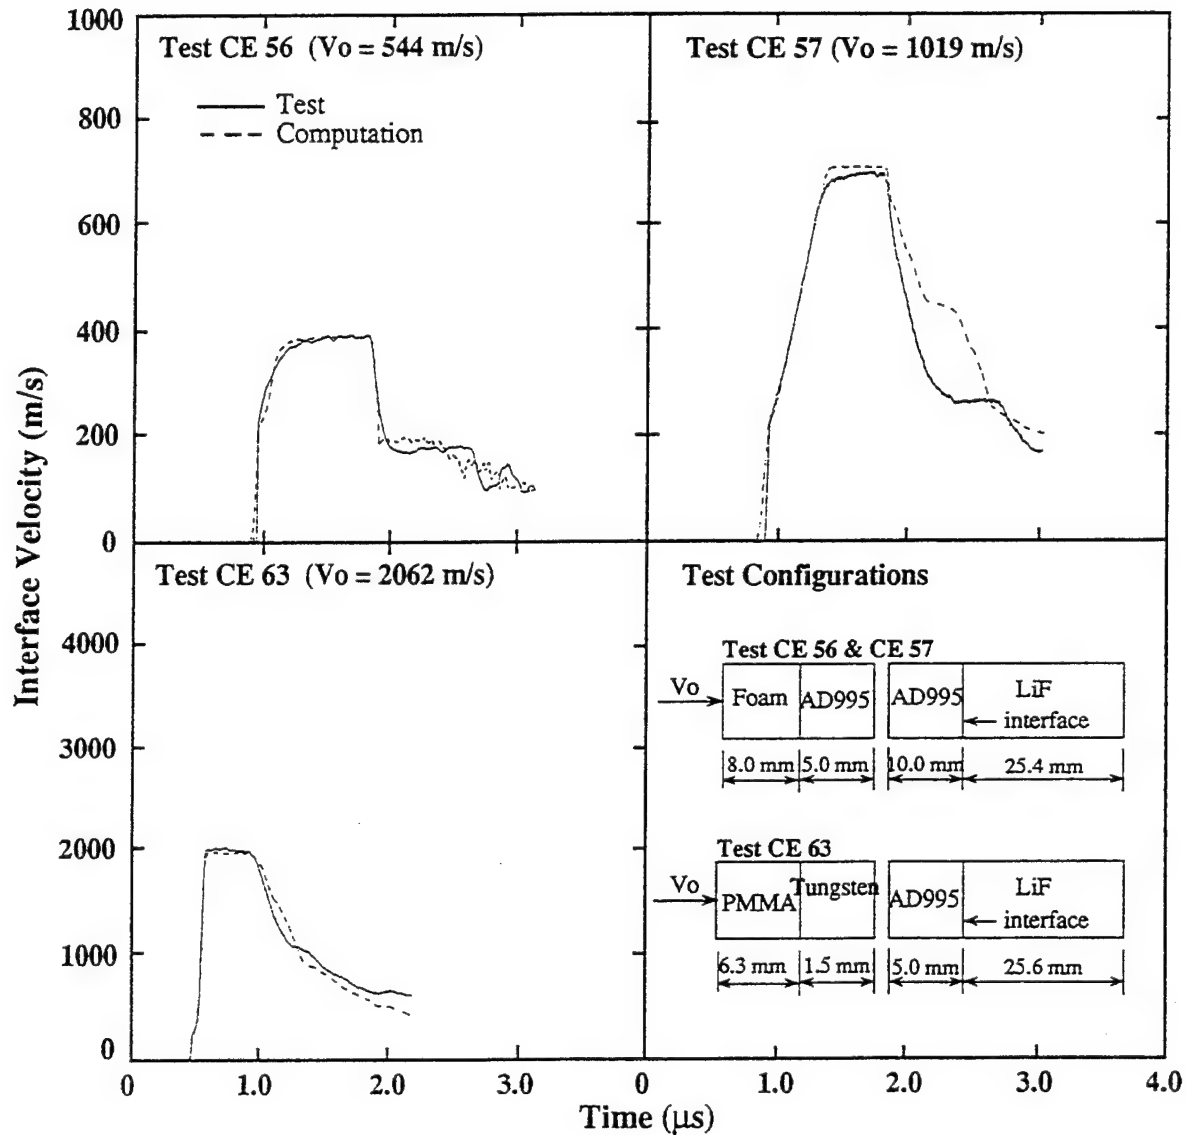 1000
800
600
400
200
0
Test CE 56 (Vo = 544 m/s)
Test
Computation
Test CE 57 (Vo = 1019 m/s)
Interface Velocity (m/s)
Test CE 63 (Vo = 2062 m/s)
4000
3000
2000
1000
0
Test Configurations
Test CE 56 & CE 57
Vo
Foam
AD995
AD995
LiF
interface
8.0 mm
5.0 mm
10.0 mm
25.4 mm
Test CE 63
Vo
PMMA
Tungsten
AD995
LiF
interface
6.3 mm
1.5 mm
5.0 mm
25.6 mm
0 1.0 2.0 3.0 0 1.0 2.0 3.0 4.0
Time (μs)